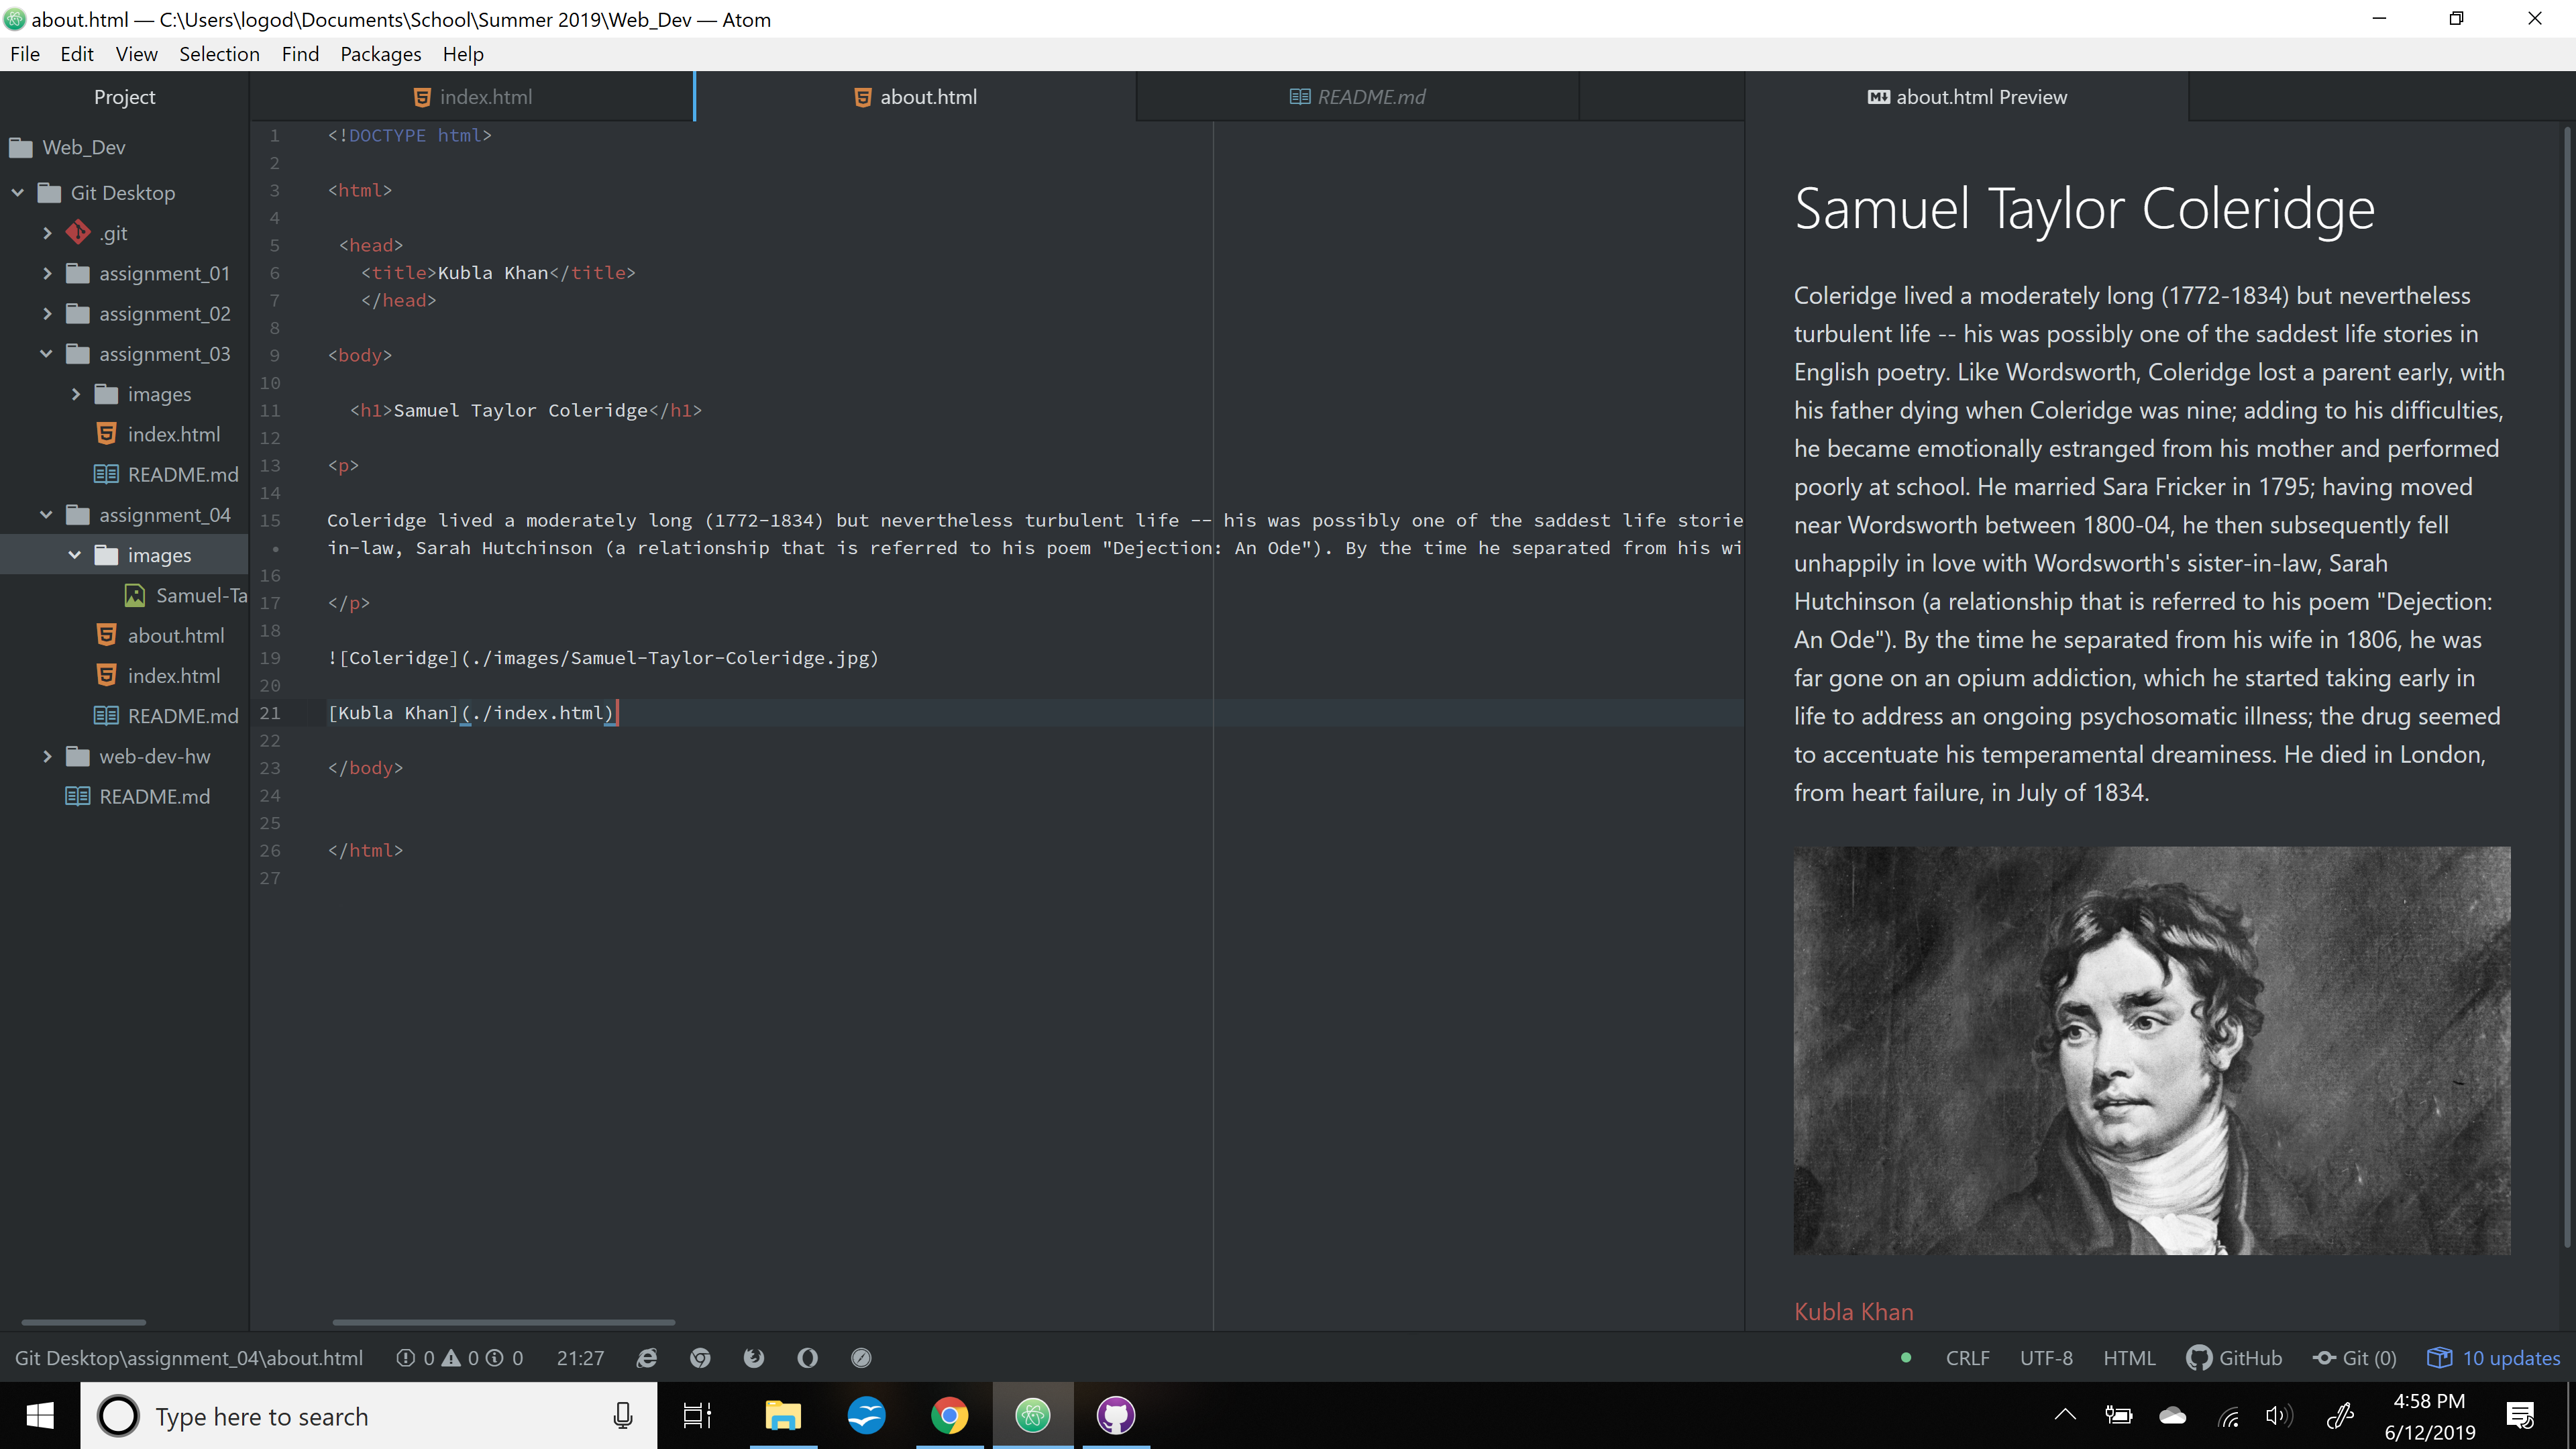 about.html — C:\Users\logod\Documents\School\Summer 2019\Web_Dev — Atom
File Edit View Selection Find Packages Help
Project
Web_Dev
Git Desktop
.git
assignment_01
assignment_02
assignment_03
images
index.html
README.md
assignment_04
images
Samuel-Ta
about.html
index.html
README.md
web-dev-hw
README.md
index.html about.html README.md
1 <!DOCTYPE html>
2
3 <html>
4
5 <head>
6 <title>Kubla Khan</title>
7 </head>
8
9 <body>
10
11 <h1>Samuel Taylor Coleridge</h1>
12
13 <p>
14
15 Coleridge lived a moderately long (1772-1834) but nevertheless turbulent life -- his was possibly one of the saddest life storie
• in-law, Sarah Hutchinson (a relationship that is referred to his poem "Dejection: An Ode"). By the time he separated from his wi
16
17 </p>
18
19 ![Coleridge](./images/Samuel-Taylor-Coleridge.jpg)
20
21 [Kubla Khan](./index.html)
22
23 </body>
24
25
26 </html>
27
about.html Preview
Samuel Taylor Coleridge
Coleridge lived a moderately long (1772-1834) but nevertheless
turbulent life -- his was possibly one of the saddest life stories in
English poetry. Like Wordsworth, Coleridge lost a parent early, with
his father dying when Coleridge was nine; adding to his difficulties,
he became emotionally estranged from his mother and performed
poorly at school. He married Sara Fricker in 1795; having moved
near Wordsworth between 1800-04, he then subsequently fell
unhappily in love with Wordsworth's sister-in-law, Sarah
Hutchinson (a relationship that is referred to his poem "Dejection:
An Ode"). By the time he separated from his wife in 1806, he was
far gone on an opium addiction, which he started taking early in
life to address an ongoing psychosomatic illness; the drug seemed
to accentuate his temperamental dreaminess. He died in London,
from heart failure, in July of 1834.
Kubla Khan
Git Desktop\assignment_04\about.html 0 0 0 21:27
CRLF UTF-8 HTML GitHub Git (0) 10 updates
Type here to search
4:58 PM
6/12/2019